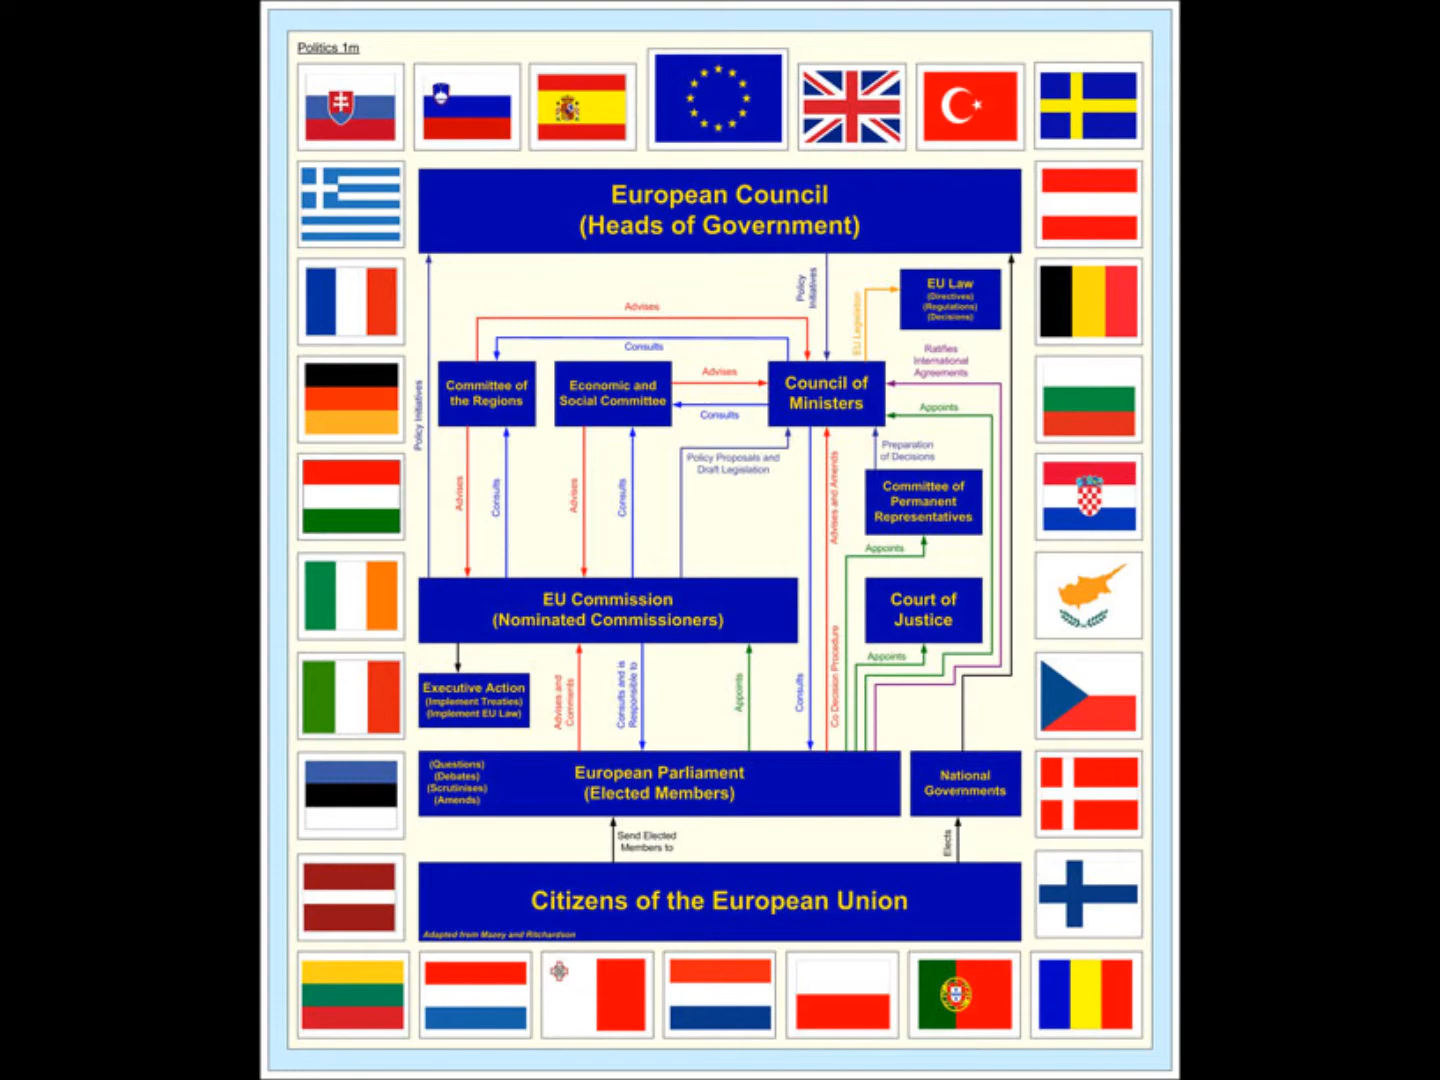 Politics 1m
European Council
(Heads of Government)
Policy Initiatives
Policy
Initiatives
EU Legislation
EU Law
(Directives)
(Regulations)
(Decisions)
Advises
Consults
Ratifies
International
Agreements
Committee of
the Regions
Economic and
Social Committee
Advises
Consults
Council of
Ministers
Appoints
Advises
Consults
Advises
Consults
Policy Proposals and
Draft Legislation
Advises and Amends
Preparation
of Decisions
Committee of
Permanent
Representatives
Appoints
EU Commission
(Nominated Commissioners)
Court of
Justice
Appoints
Executive Action
(Implement Treaties)
(Implement EU Law)
Advises and
Comments
Consults and is
Responsible to
Appoints
Consults
Co Decision Procedure
(Questions)
(Debates)
(Scrutinises)
(Amends)
European Parliament
(Elected Members)
National
Governments
Send Elected
Members to
Elects
Citizens of the European Union
Adapted from Mazey and Ritchardson